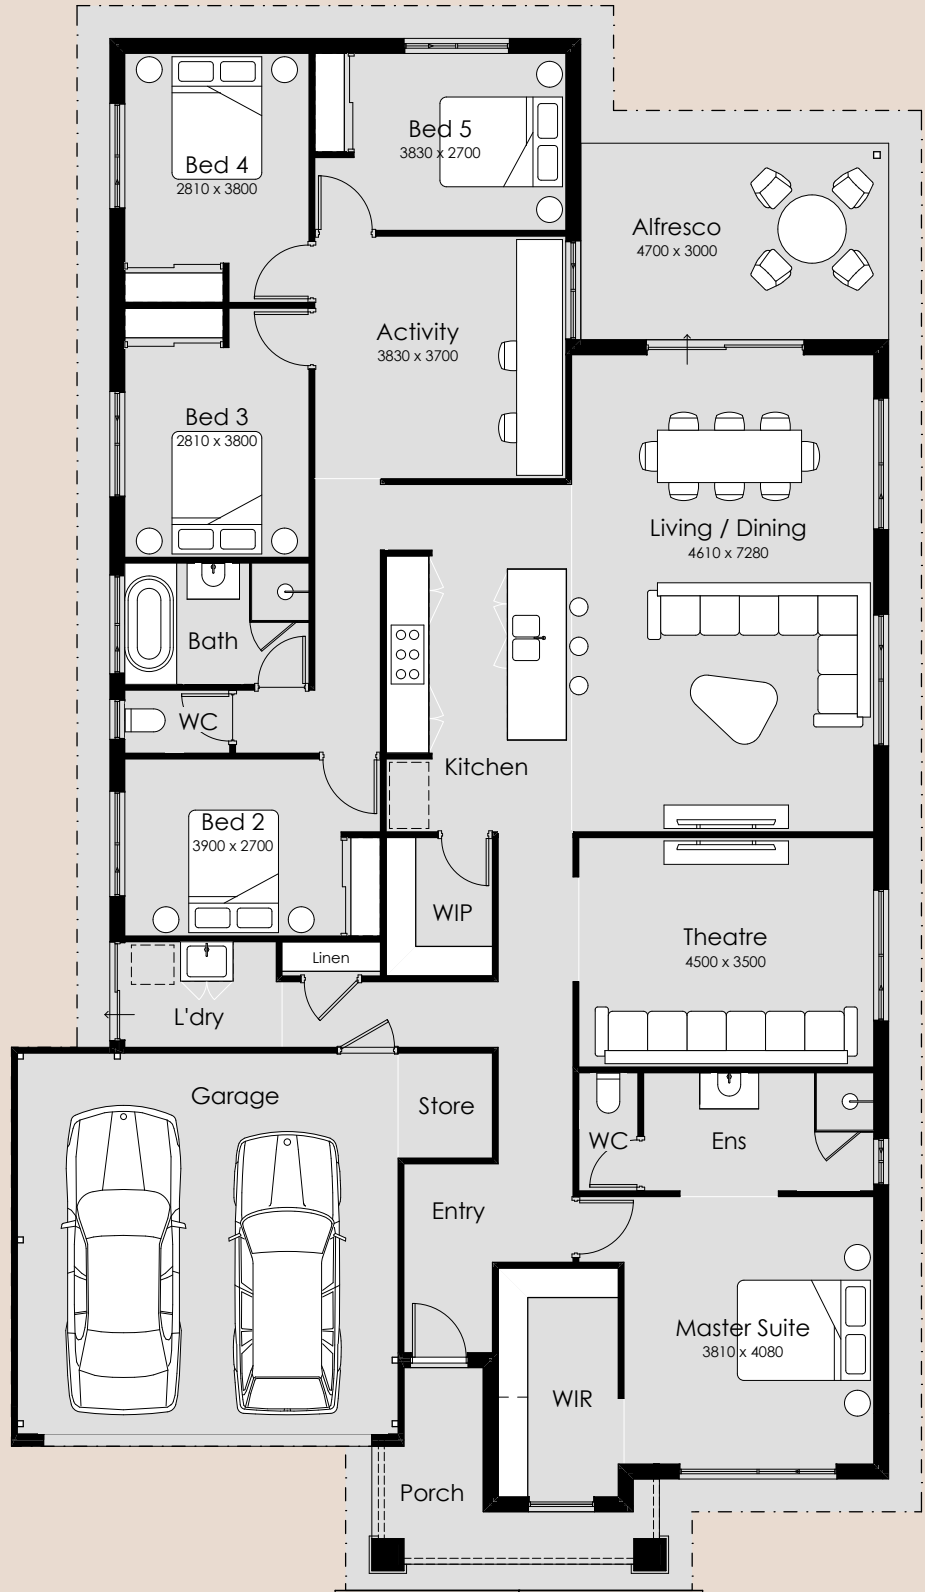 Bed 4
2810 x 3800
Bed 5
3830 x 2700
Alfresco
4700 x 3000
Activity
3830 x 3700
Bed 3
2810 x 3800
Living / Dining
4610 x 7280
Bath
WC
Kitchen
Bed 2
3900 x 2700
WIP
Theatre
4500 x 3500
Linen
L'dry
Garage
Store
WC
Ens
Entry
Master Suite
3810 x 4080
WIR
Porch